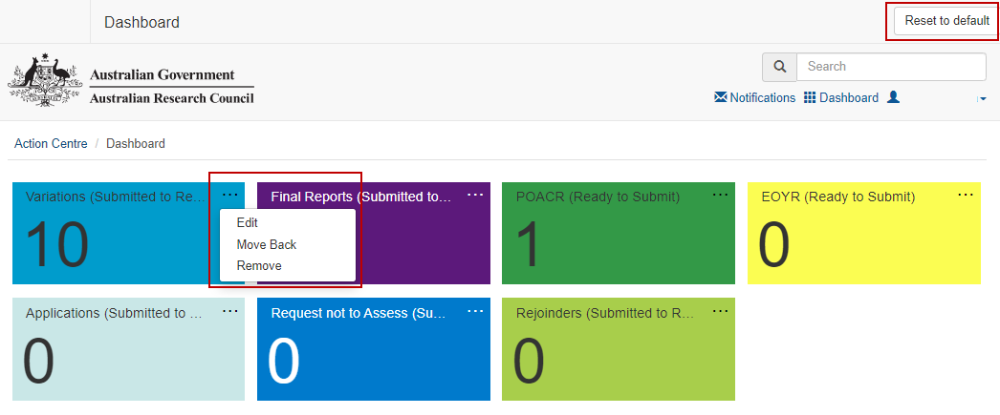 Dashboard
Reset to default
Australian Government
Australian Research Council
Search
Notifications Dashboard
Action Centre / Dashboard
Variations (Submitted to Re... ...
10
Edit
Move Back
Remove
Final Reports (Submitted to... ...
POACR (Ready to Submit) ...
1
EOYR (Ready to Submit) ...
0
Applications (Submitted to ... ...
0
Request not to Assess (Su... ...
0
Rejoinders (Submitted to R... ...
0